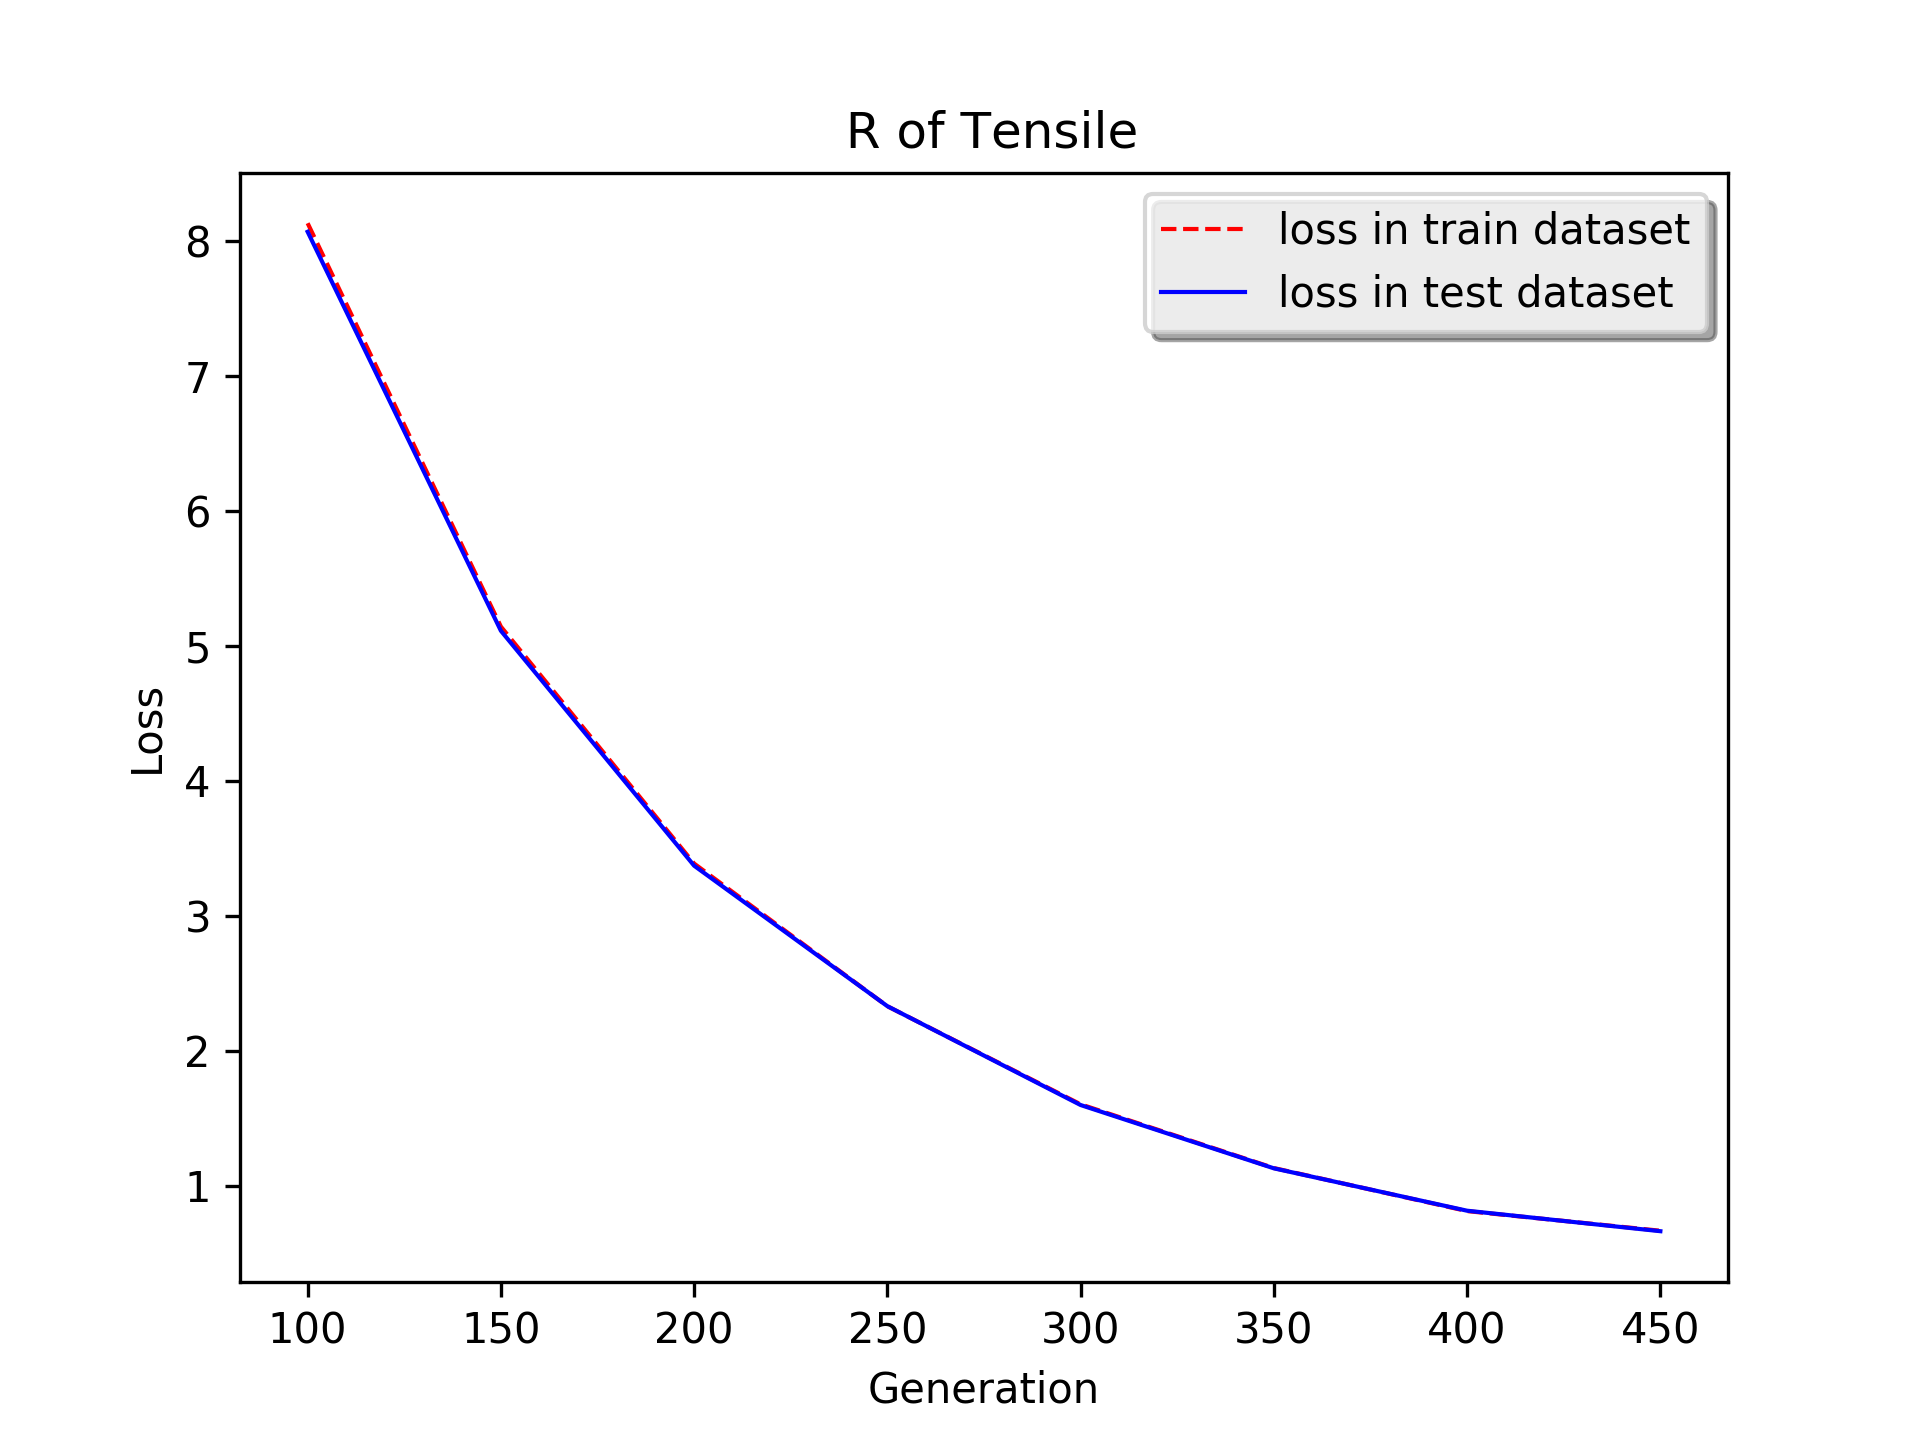 R of Tensile
loss in train dataset
loss in test dataset
8
7
6
5
4
3
2
1
Loss
100 150 200 250 300 350 400 450
Generation